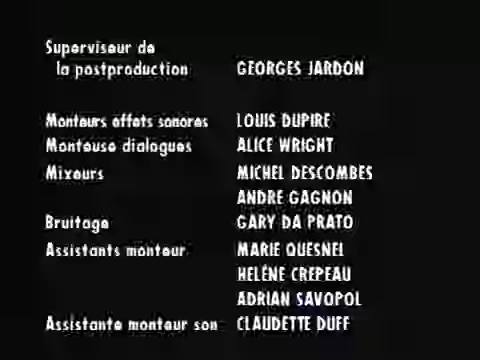 Superviseur de
la postproduction GEORGES JARDON
Monteurs effets sonores LOUIS DUPIRE
Monteuse dialogues ALICE WRIGHT
Mixeurs MICHEL DESCOMBES
ANDRE GAGNON
Bruitage GARY DA PRATO
Assistants monteur MARIE QUESNEL
HELÈNE CREPEAU
ADRIAN SAVOPOL
Assistante monteur son CLAUDETTE DUFF